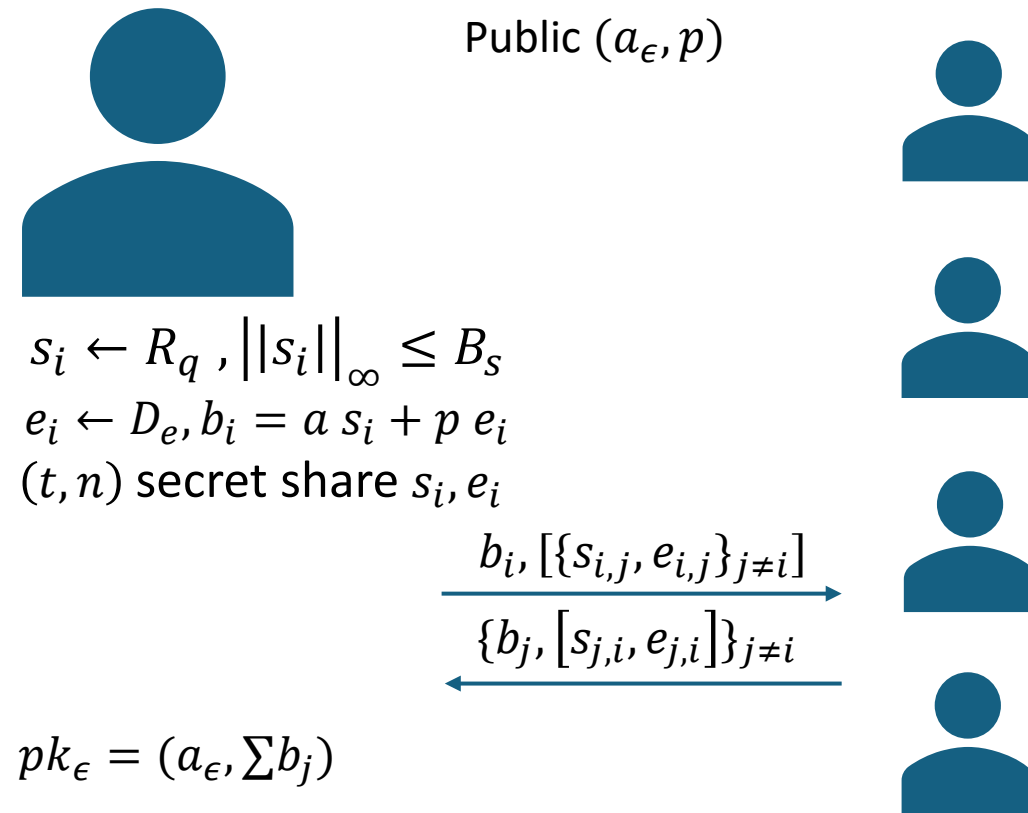 Public (a_ϵ, p)
s_i ← R_q , ||s_i||_∞ ≤ B_s
e_i ← D_e, b_i = a s_i + p e_i
(t, n) secret share s_i, e_i
b_i, [{s_{i,j}, e_{i,j}}_{j≠i}]
{b_j, [s_{j,i}, e_{j,i}]}_{j≠i}
pk_ϵ = (a_ϵ, ∑b_j)